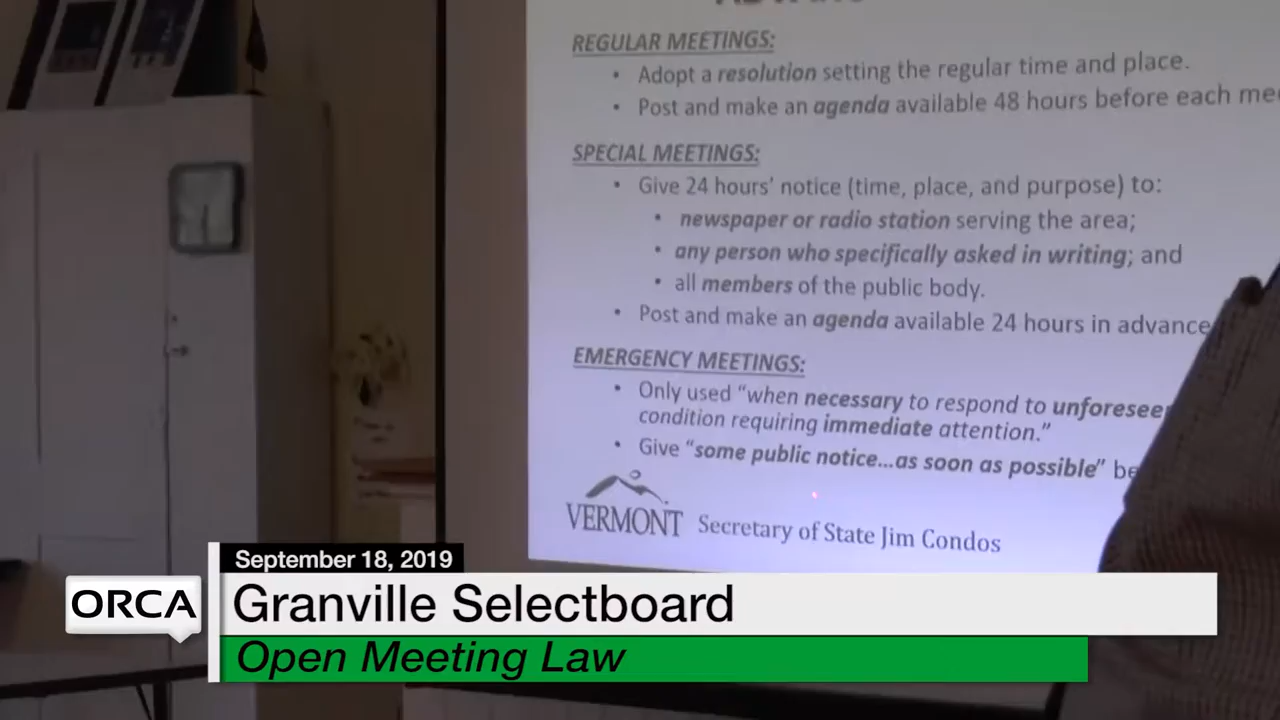 REGULAR MEETINGS:
• Adopt a resolution setting the regular time and place.
• Post and make an agenda available 48 hours before each
SPECIAL MEETINGS:
• Give 24 hours' notice (time, place, and purpose) to:
• newspaper or radio station serving the area;
• any person who specifically asked in writing; and
• all members of the public body.
• Post and make an agenda available 24 hours in advance
EMERGENCY MEETINGS:
• Only used "when necessary to respond to
condition requiring immediate attention."
• Give "some public notice...as soon as possible"
VERMONT Secretary of State Jim Condos
September 18, 2019
ORCA Granville Selectboard
Open Meeting Law